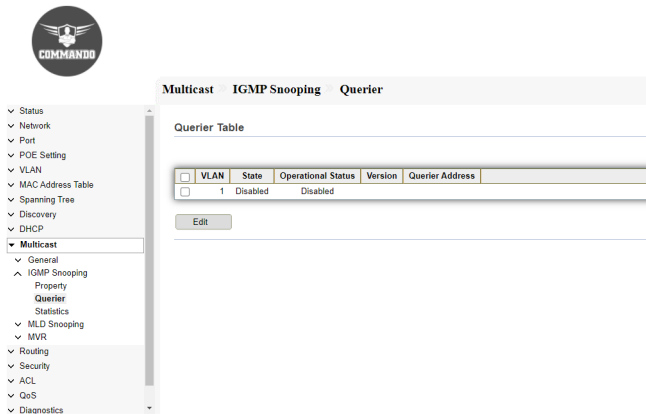 COMMANDO
Multicast » IGMP Snooping » Querier
Status
Network
Port
POE Setting
VLAN
MAC Address Table
Spanning Tree
Discovery
DHCP
Multicast
General
IGMP Snooping
Property
Querier
Statistics
MLD Snooping
MVR
Routing
Security
ACL
QoS
Diagnostics
Querier Table
VLAN State Operational Status Version Querier Address
1 Disabled Disabled
Edit